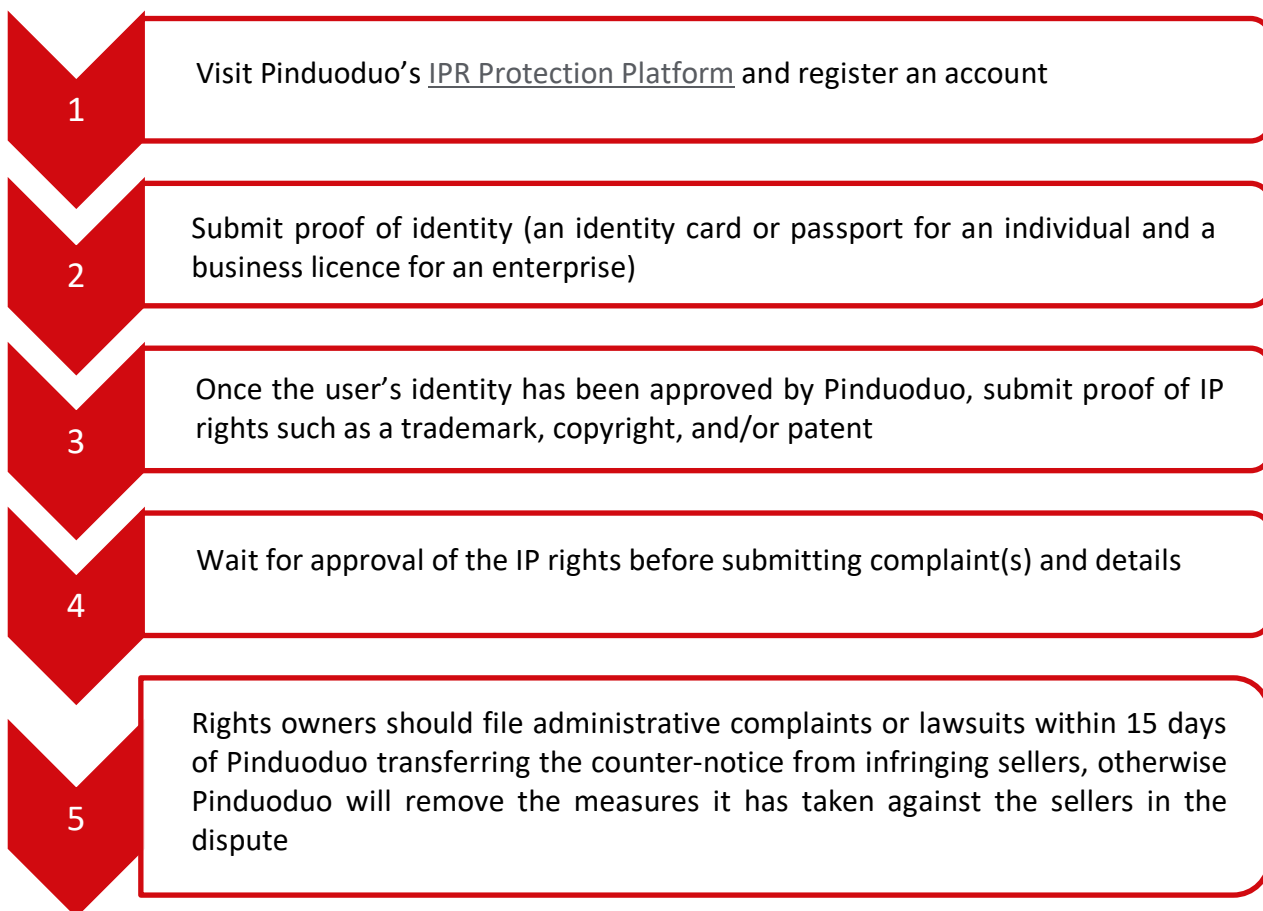 1
Visit Pinduoduo’s IPR Protection Platform and register an account
2
Submit proof of identity (an identity card or passport for an individual and a
business licence for an enterprise)
3
Once the user’s identity has been approved by Pinduoduo, submit proof of IP
rights such as a trademark, copyright, and/or patent
4
Wait for approval of the IP rights before submitting complaint(s) and details
5
Rights owners should file administrative complaints or lawsuits within 15 days
of Pinduoduo transferring the counter-notice from infringing sellers, otherwise
Pinduoduo will remove the measures it has taken against the sellers in the
dispute